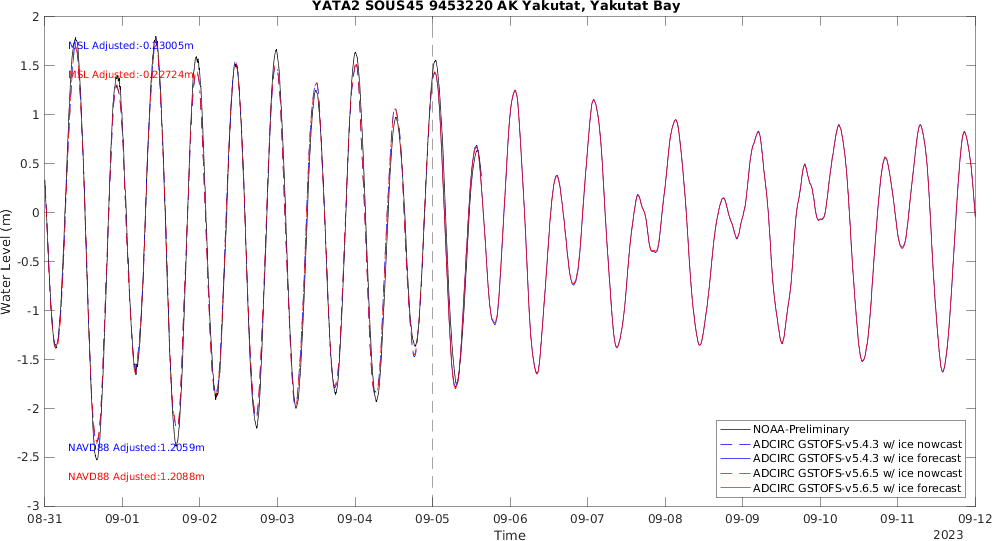 YATA2 SOUS45 9453220 AK Yakutat, Yakutat Bay
2
1.5
1
0.5
0
-0.5
-1
-1.5
-2
-2.5
-3
Water Level (m)
MSL Adjusted:-0.23005m
MSL Adjusted:-0.22724m
NAVD88 Adjusted:1.2059m
NAVD88 Adjusted:1.2088m
NOAA-Preliminary
ADCIRC GSTOFS-v5.4.3 w/ ice nowcast
ADCIRC GSTOFS-v5.4.3 w/ ice forecast
ADCIRC GSTOFS-v5.6.5 w/ ice nowcast
ADCIRC GSTOFS-v5.6.5 w/ ice forecast
08-31 09-01 09-02 09-03 09-04 09-05 09-06 09-07 09-08 09-09 09-10 09-11 09-12
Time
2023